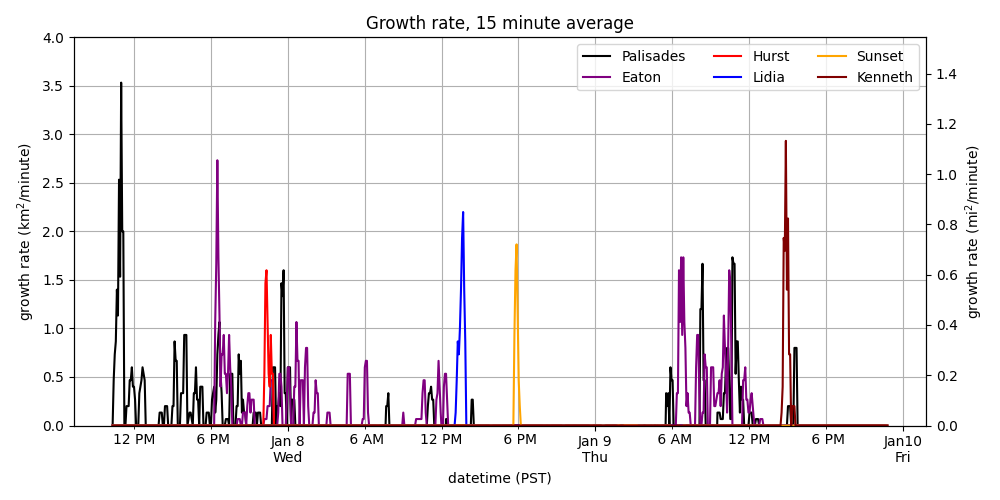 Growth rate, 15 minute average
Palisades
Eaton
Hurst
Lidia
Sunset
Kenneth
growth rate (km²/minute)
4.0
3.5
3.0
2.5
2.0
1.5
1.0
0.5
0.0
growth rate (mi²/minute)
1.4
1.2
1.0
0.8
0.6
0.4
0.2
0.0
12 PM 6 PM Jan 8 6 AM 12 PM 6 PM Jan 9 6 AM 12 PM 6 PM Jan10
Wed Thu Fri
datetime (PST)